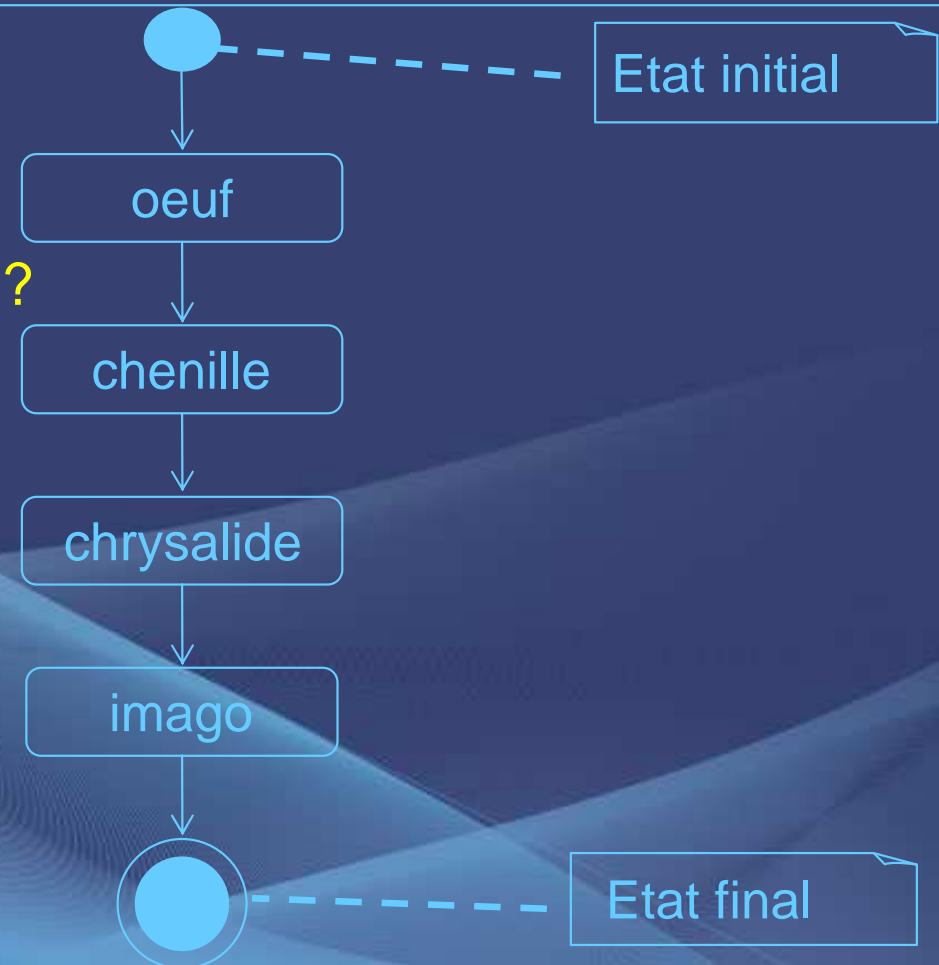 Etat initial
oeuf
?
chenille
chrysalide
imago
Etat final